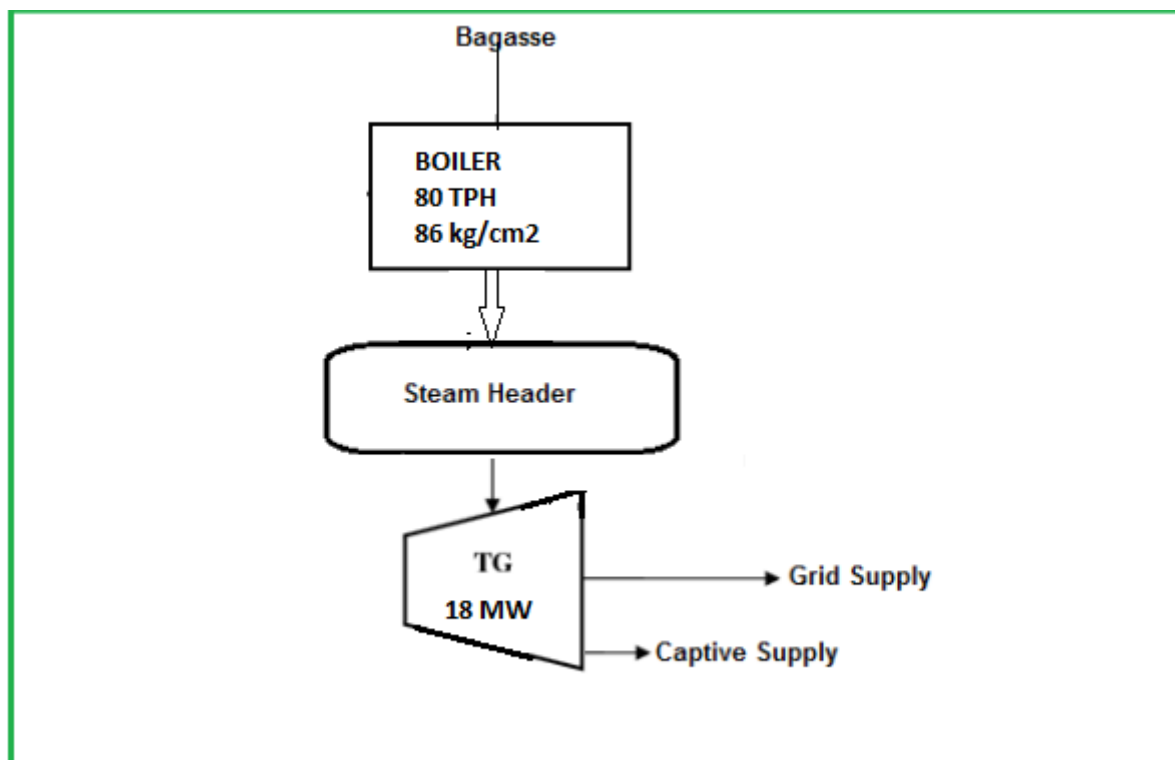 Bagasse
BOILER
80 TPH
86 kg/cm2
Steam Header
TG
18 MW
Grid Supply
Captive Supply